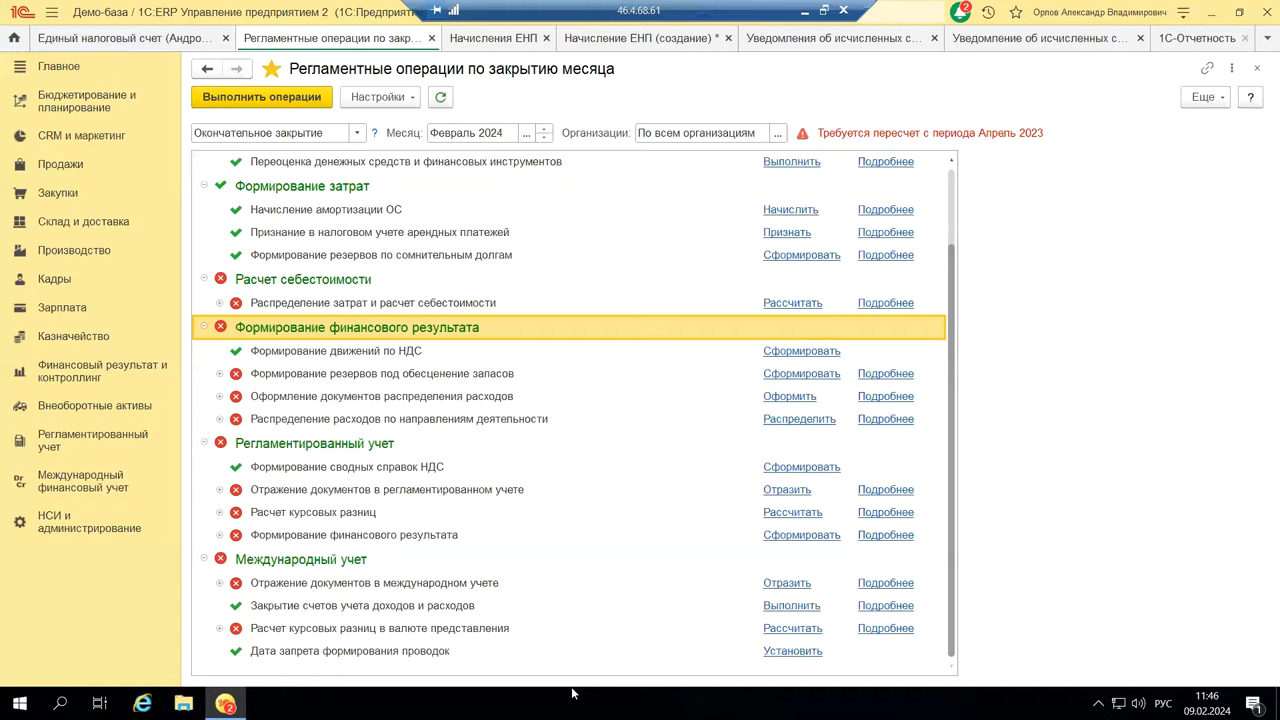 Демо-база / 1С:ERP Управление предприятием 2 (1С:Предприятие
46.4.68.61
2
Орлов Александр Владимирович
Единый налоговый счет (Андро...
Регламентные операции по закр...
Начисления ЕНП
Начисление ЕНП (создание) *
Уведомления об исчисленных с...
Уведомление об исчисленных с...
1С-Отчетность
Главное
Бюджетирование и
планирование
CRM и маркетинг
Продажи
Закупки
Склад и доставка
Производство
Кадры
Зарплата
Казначейство
Финансовый результат и
контроллинг
Внеоборотные активы
Регламентированный
учет
Международный
финансовый учет
НСИ и
администрирование
Регламентные операции по закрытию месяца
Выполнить операции
Настройки
Еще
?
Окончательное закрытие
?
Месяц: Февраль 2024 ...
Организации: По всем организациям ...
Требуется пересчет с периода Апрель 2023
Переоценка денежных средств и финансовых инструментов Выполнить Подробнее
Формирование затрат
Начисление амортизации ОС Начислить Подробнее
Признание в налоговом учете арендных платежей Признать Подробнее
Формирование резервов по сомнительным долгам Сформировать Подробнее
Расчет себестоимости
Распределение затрат и расчет себестоимости Рассчитать Подробнее
Формирование финансового результата
Формирование движений по НДС Сформировать
Формирование резервов под обесценение запасов Сформировать Подробнее
Оформление документов распределения расходов Оформить Подробнее
Распределение расходов по направлениям деятельности Распределить Подробнее
Регламентированный учет
Формирование сводных справок НДС Сформировать
Отражение документов в регламентированном учете Отразить Подробнее
Расчет курсовых разниц Рассчитать Подробнее
Формирование финансового результата Сформировать Подробнее
Международный учет
Отражение документов в международном учете Отразить Подробнее
Закрытие счетов учета доходов и расходов Выполнить Подробнее
Расчет курсовых разниц в валюте представления Рассчитать Подробнее
Дата запрета формирования проводок Установить
2
РУС
11:46
09.02.2024
1